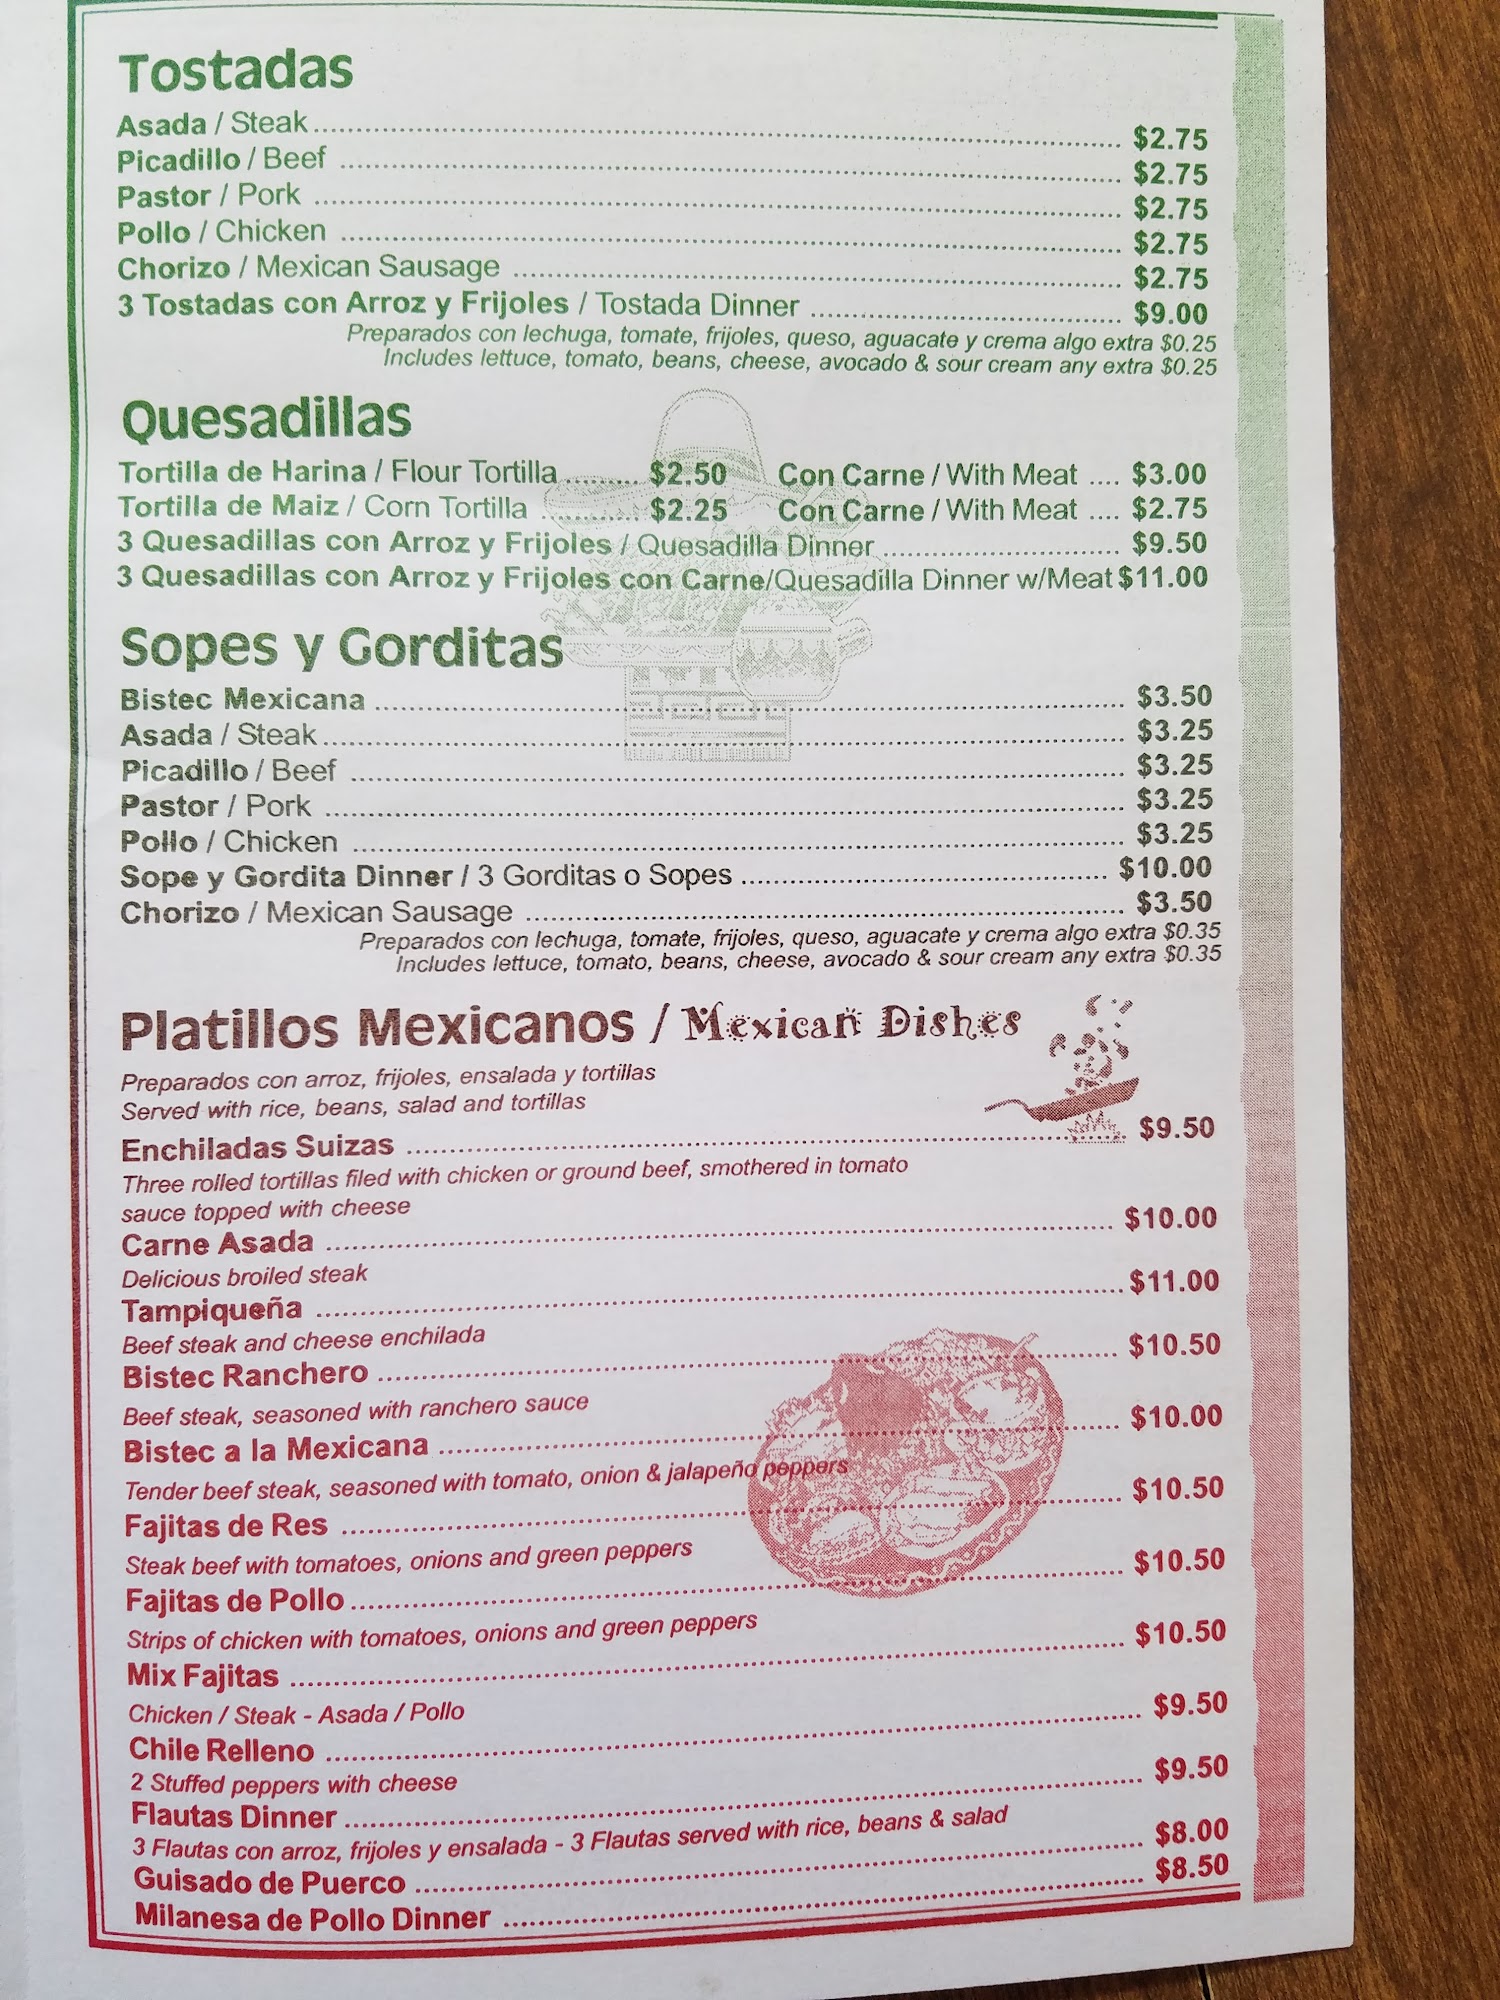 Tostadas
Asada / Steak $2.75
Picadillo / Beef $2.75
Pastor / Pork $2.75
Pollo / Chicken $2.75
Chorizo / Mexican Sausage $2.75
3 Tostadas con Arroz y Frijoles / Tostada Dinner $9.00
Preparados con lechuga, tomate, frijoles, queso, aguacate y crema algo extra $0.25
Includes lettuce, tomato, beans, cheese, avocado & sour cream any extra $0.25
Quesadillas
Tortilla de Harina / Flour Tortilla $2.50 Con Carne / With Meat $3.00
Tortilla de Maiz / Corn Tortilla $2.25 Con Carne / With Meat $2.75
3 Quesadillas con Arroz y Frijoles / Quesadilla Dinner $9.50
3 Quesadillas con Arroz y Frijoles con Carne/Quesadilla Dinner w/Meat $11.00
Sopes y Gorditas
Bistec Mexicana $3.50
Asada / Steak $3.25
Picadillo / Beef $3.25
Pastor / Pork $3.25
Pollo / Chicken $3.25
Sope y Gordita Dinner / 3 Gorditas o Sopes $10.00
Chorizo / Mexican Sausage $3.50
Preparados con lechuga, tomate, frijoles, queso, aguacate y crema algo extra $0.35
Includes lettuce, tomato, beans, cheese, avocado & sour cream any extra $0.35
Platillos Mexicanos / Mexican Dishes
Preparados con arroz, frijoles, ensalada y tortillas
Served with rice, beans, salad and tortillas
Enchiladas Suizas $9.50
Three rolled tortillas filed with chicken or ground beef, smothered in tomato
sauce topped with cheese
Carne Asada $10.00
Delicious broiled steak
Tampiqueña $11.00
Beef steak and cheese enchilada
Bistec Ranchero $10.50
Beef steak, seasoned with ranchero sauce
Bistec a la Mexicana $10.00
Tender beef steak, seasoned with tomato, onion & jalapeño peppers
Fajitas de Res $10.50
Steak beef with tomatoes, onions and green peppers
Fajitas de Pollo $10.50
Strips of chicken with tomatoes, onions and green peppers
Mix Fajitas $10.50
Chicken / Steak - Asada / Pollo
Chile Relleno $9.50
2 Stuffed peppers with cheese
Flautas Dinner $9.50
3 Flautas con arroz, frijoles y ensalada - 3 Flautas served with rice, beans & salad
Guisado de Puerco $8.00
Milanesa de Pollo Dinner $8.50